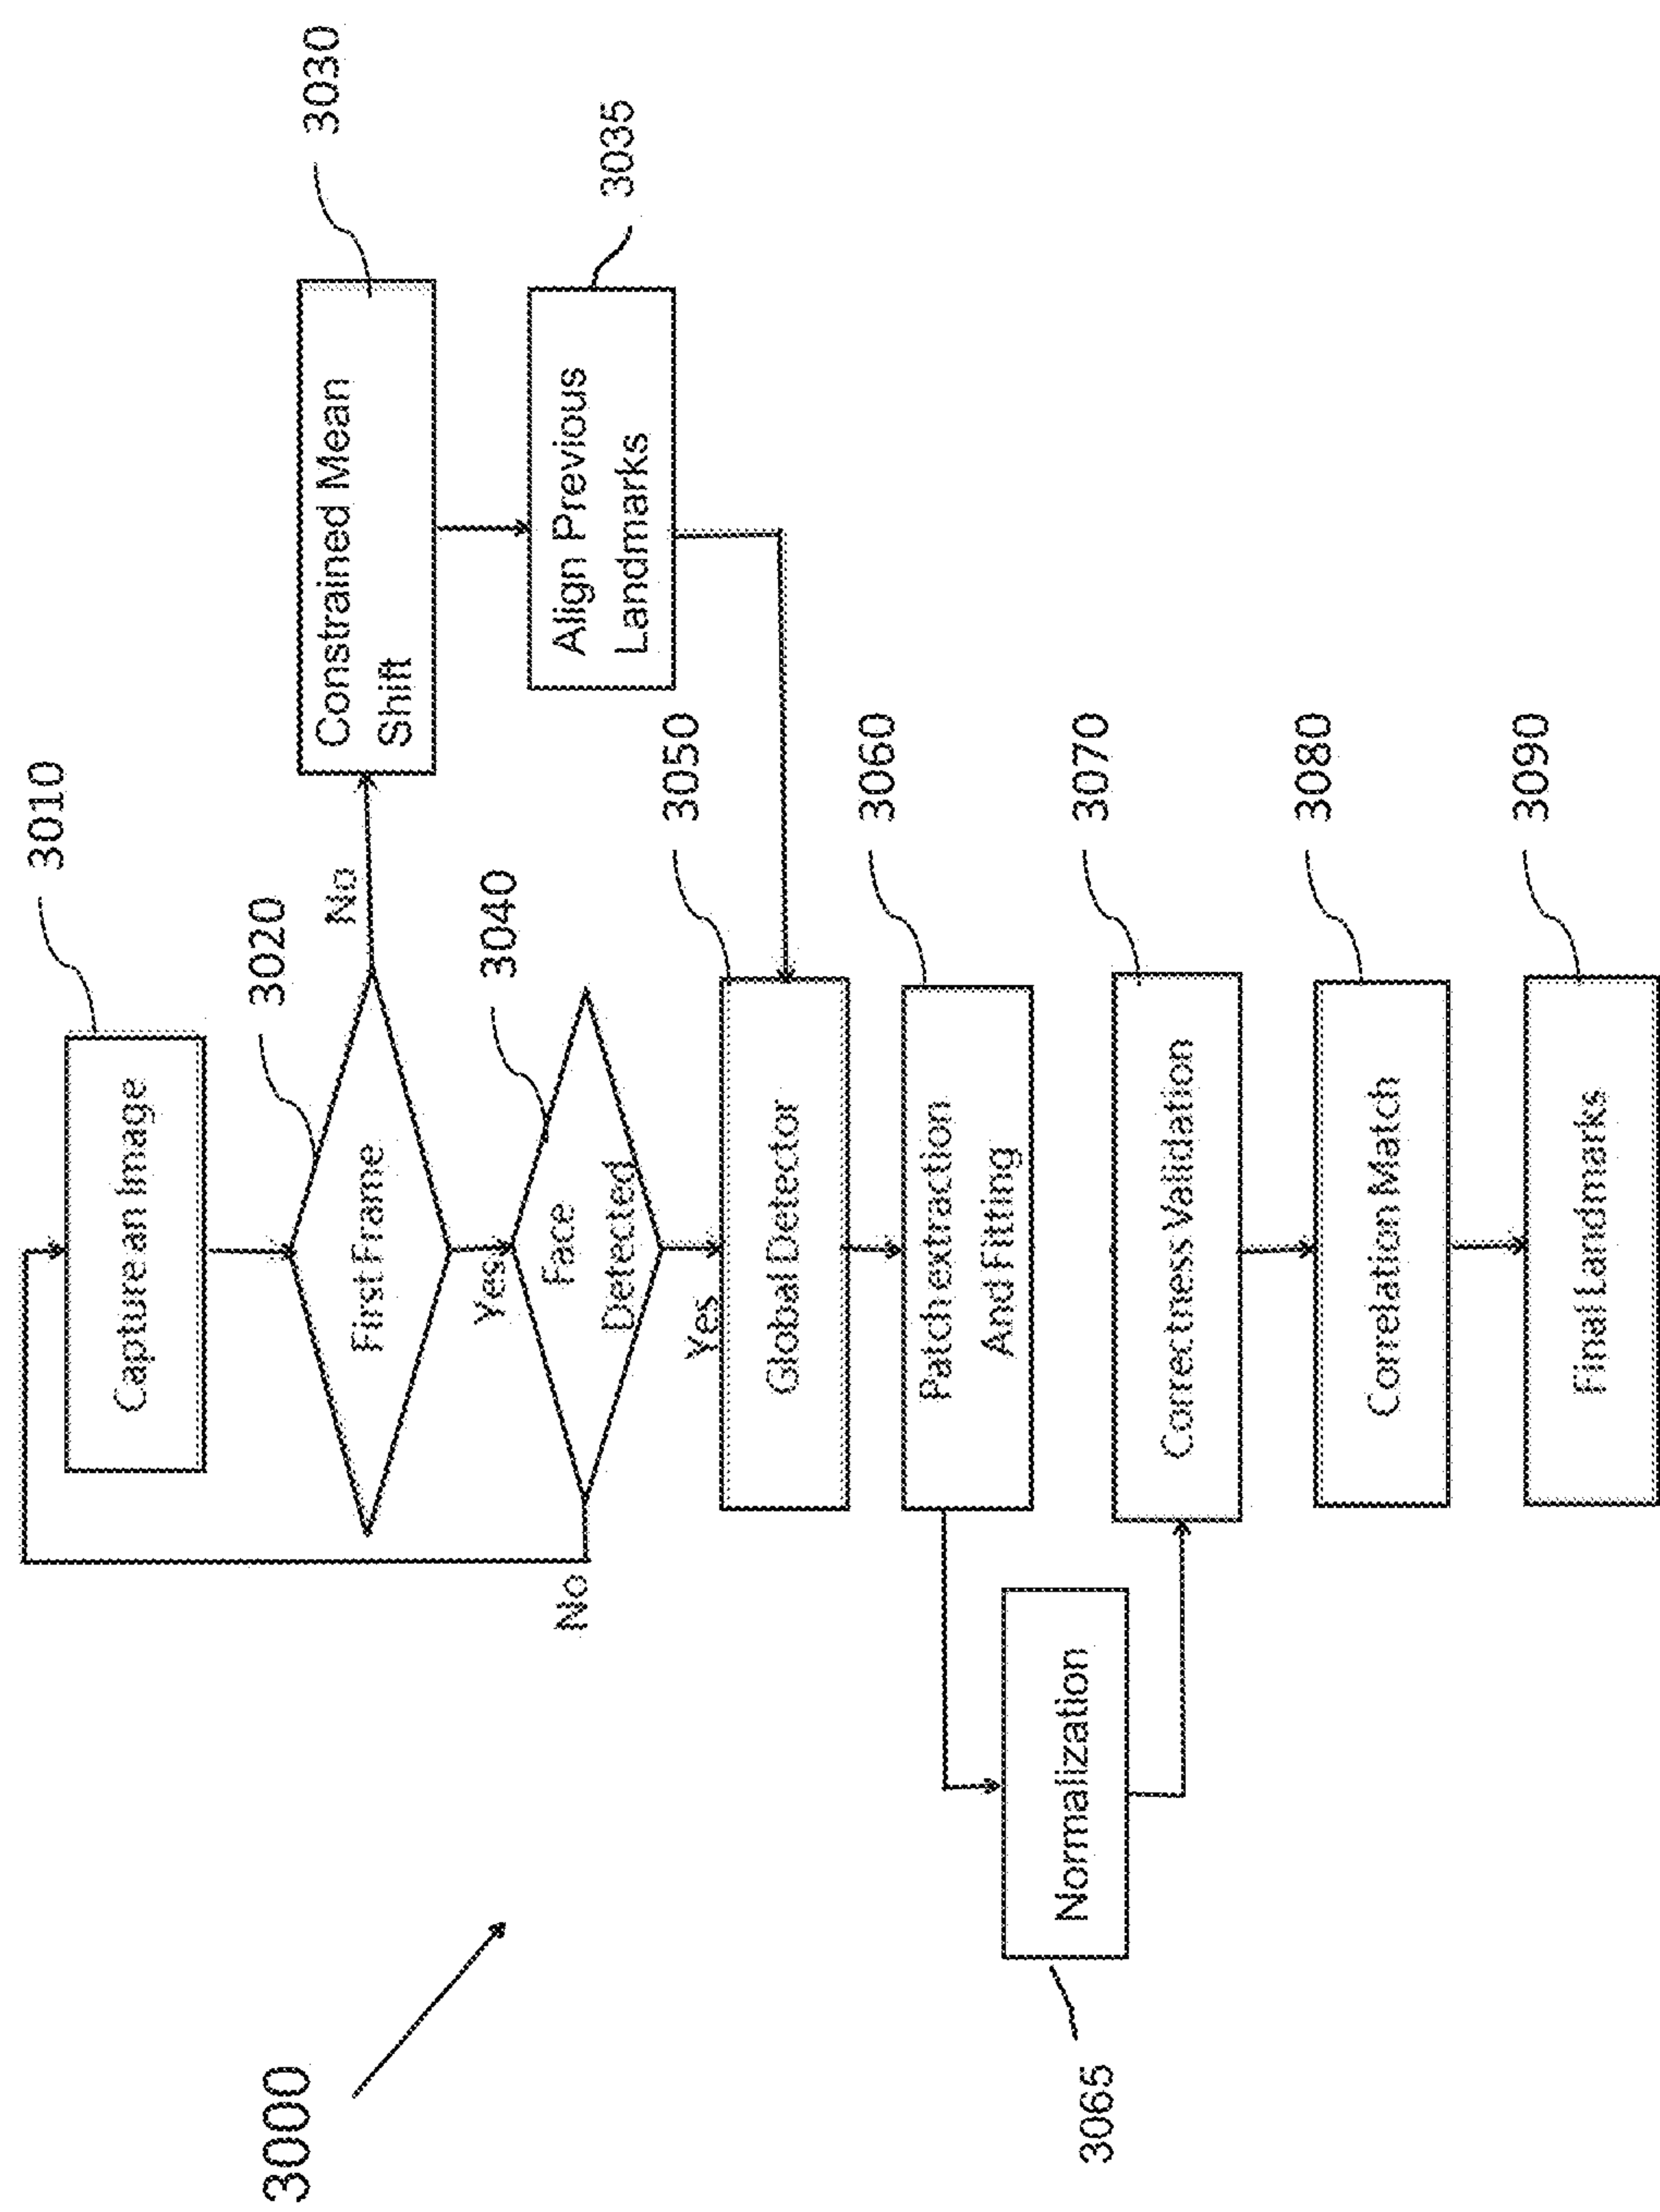 3000
3010
Capture an Image
3020
First Frame
No
3030
Constrained Mean
Shift
3035
Align Previous
Landmarks
Yes
3040
Face
Detected
No
Yes
3050
Global Detector
3060
Patch extraction
And Fitting
3065
Normalization
3070
Correctness Validation
3080
Correlation Match
3090
Final Landmarks